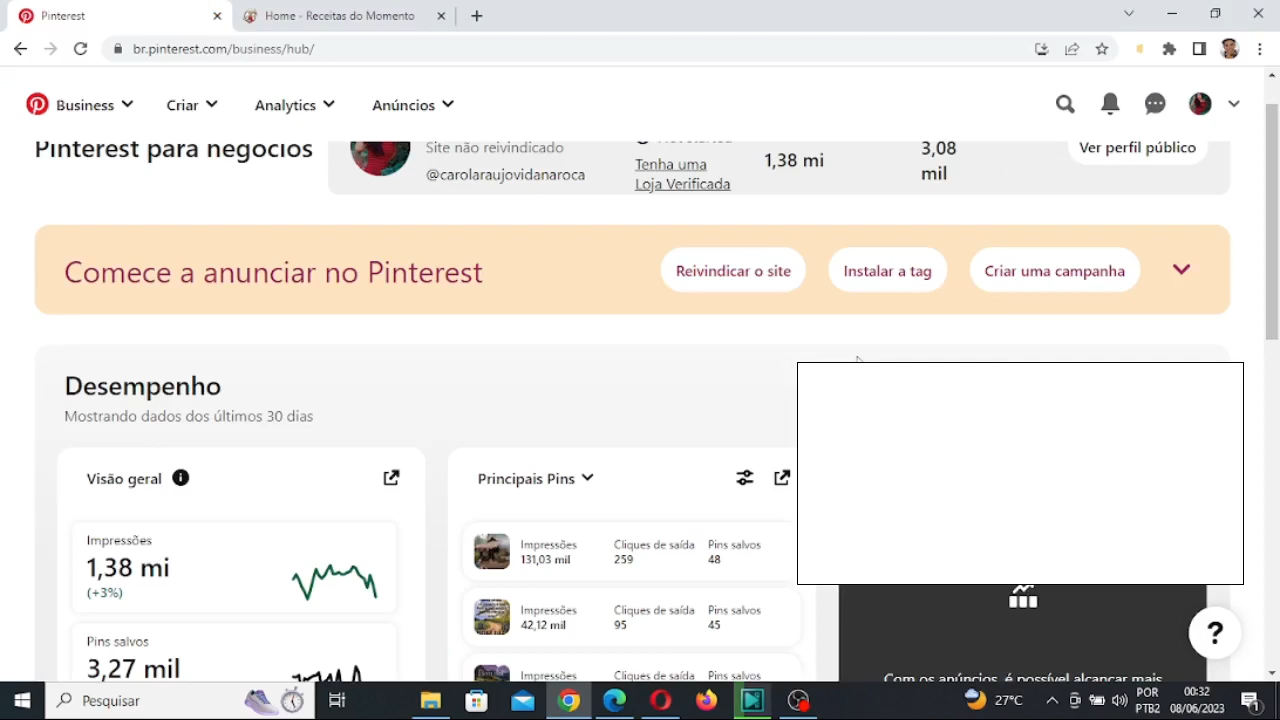 Pinterest
Home - Receitas do Momento
br.pinterest.com/business/hub/
Business
Criar
Analytics
Anúncios
Pinterest para negócios
Site não reivindicado
@carolaraujovidanaroca
Tenha uma
Loja Verificada
1,38 mi
3,08
mil
Ver perfil público
Comece a anunciar no Pinterest
Reivindicar o site
Instalar a tag
Criar uma campanha
Desempenho
Mostrando dados dos últimos 30 dias
Visão geral
Impressões
1,38 mi
(+3%)
Pins salvos
3,27 mil
Principais Pins
Impressões Cliques de saída Pins salvos
131,03 mil 259 48
Impressões Cliques de saída Pins salvos
42,12 mil 95 45
Impressões Cliques de saída Pins salvos
Com os anúncios, é possível alcançar mais
?
Pesquisar
27°C
POR
PTB2
00:32
08/06/2023
1